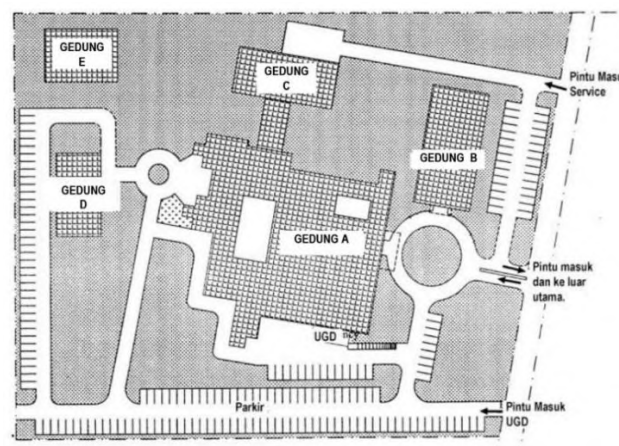 GEDUNG
E
GEDUNG
C
Pintu Masu
Service
GEDUNG B
GEDUNG
D
GEDUNG A
Pintu masuk
dan ke luar
utama.
UGD
Parkir
Pintu Masuk
UGD